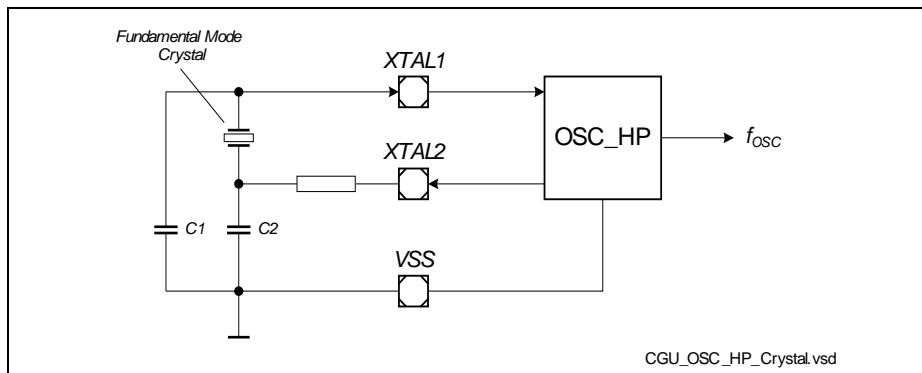 Fundamental Mode
Crystal
XTAL1
OSC_HP
fOSC
XTAL2
C1
C2
VSS
CGU_OSC_HP_Crystal.vsd